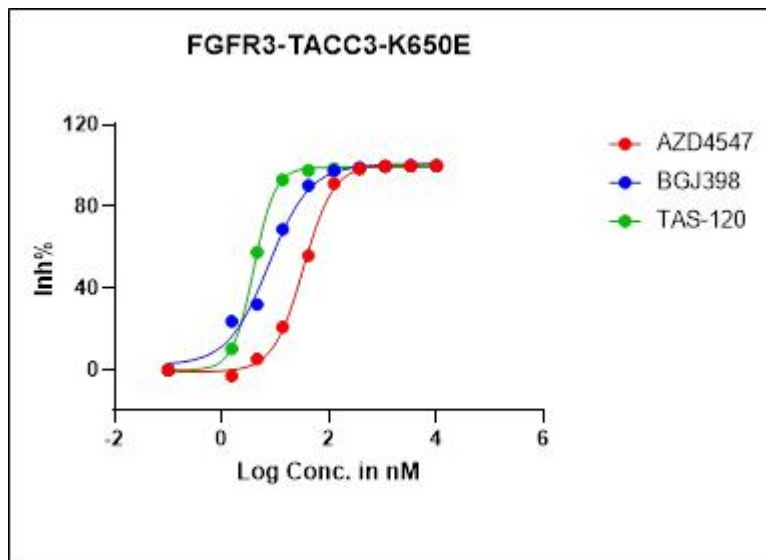 FGFR3-TACC3-K650E
120
80
40
0
Inh%
-2
0
2
4
6
Log Conc. in nM
AZD4547
BGJ398
TAS-120